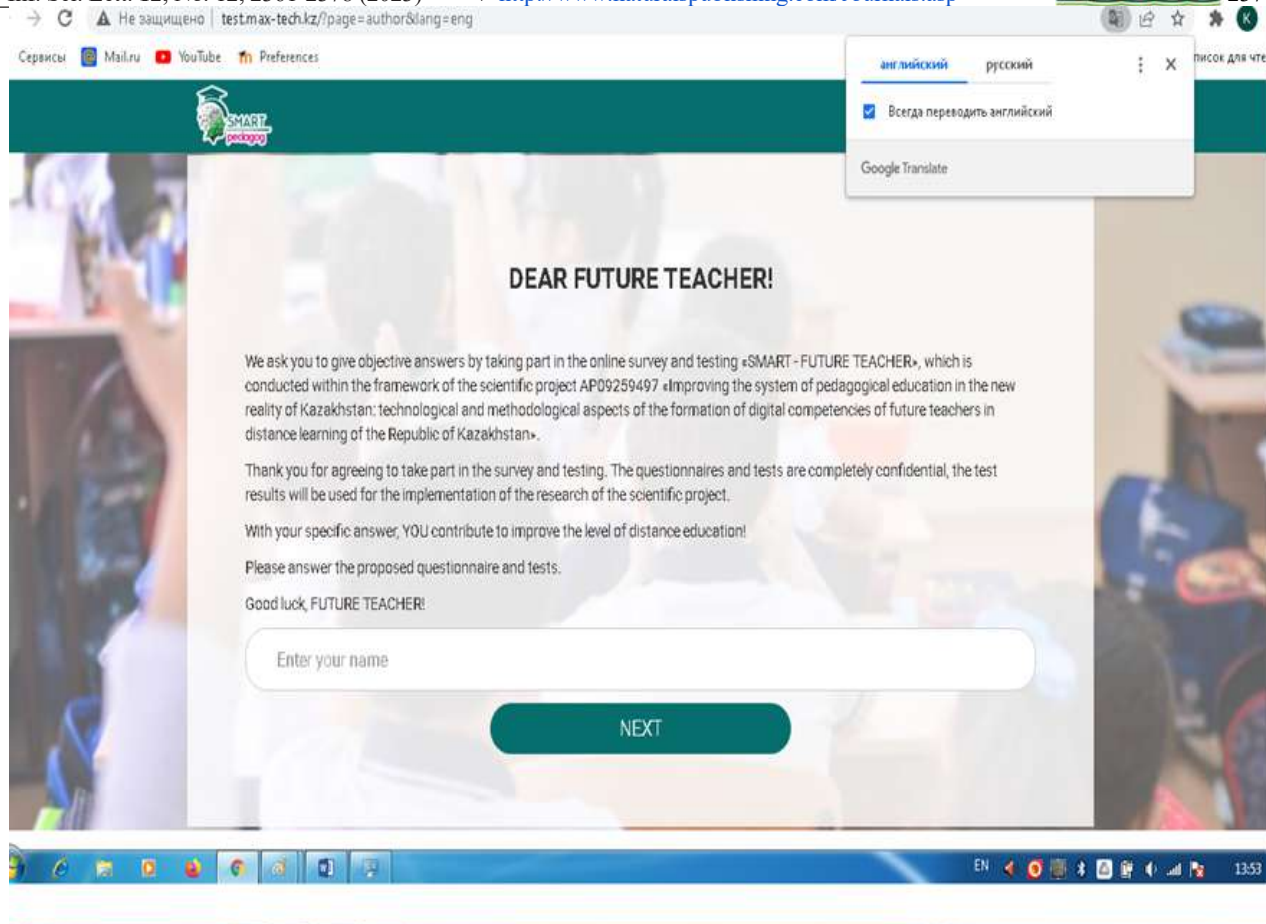 Не защищено | test.max-tech.kz/?page=author&lang=eng
Сервисы Mail.ru YouTube Preferences
английский русский
Всегда переводить английский
Google Translate
SMART
pedagog
DEAR FUTURE TEACHER!
We ask you to give objective answers by taking part in the online survey and testing «SMART - FUTURE TEACHER», which is
conducted within the framework of the scientific project AP09259497 «Improving the system of pedagogical education in the new
reality of Kazakhstan: technological and methodological aspects of the formation of digital competencies of future teachers in
distance learning of the Republic of Kazakhstan».
Thank you for agreeing to take part in the survey and testing. The questionnaires and tests are completely confidential, the test
results will be used for the implementation of the research of the scientific project.
With your specific answer, YOU contribute to improve the level of distance education!
Please answer the proposed questionnaire and tests.
Good luck, FUTURE TEACHER!
Enter your name
NEXT
EN 13:53